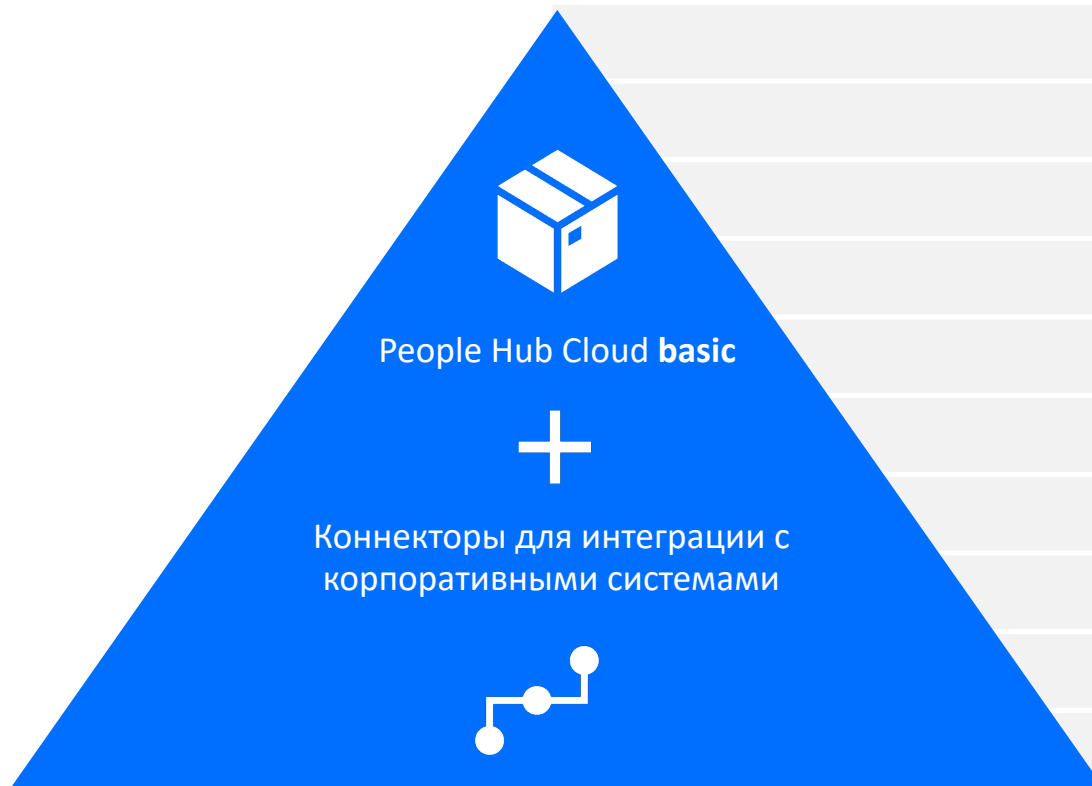 People Hub Cloud basic
Коннекторы для интеграции с
корпоративными системами